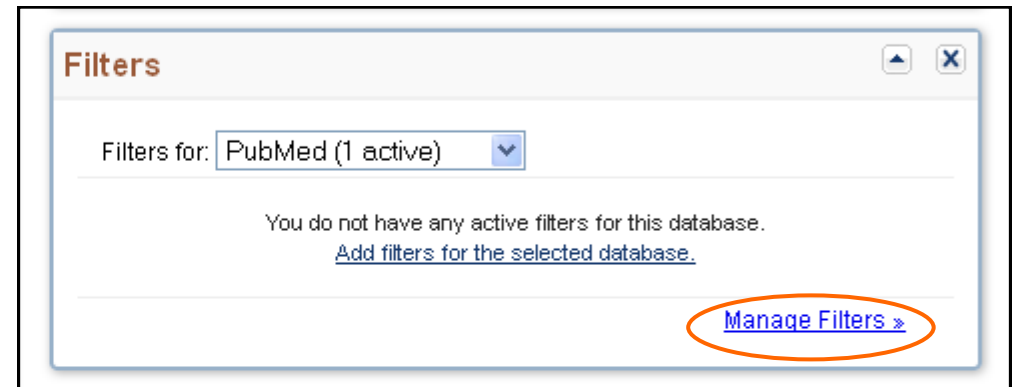 Filters
Filters for: PubMed (1 active)
You do not have any active filters for this database.
Add filters for the selected database.
Manage Filters »